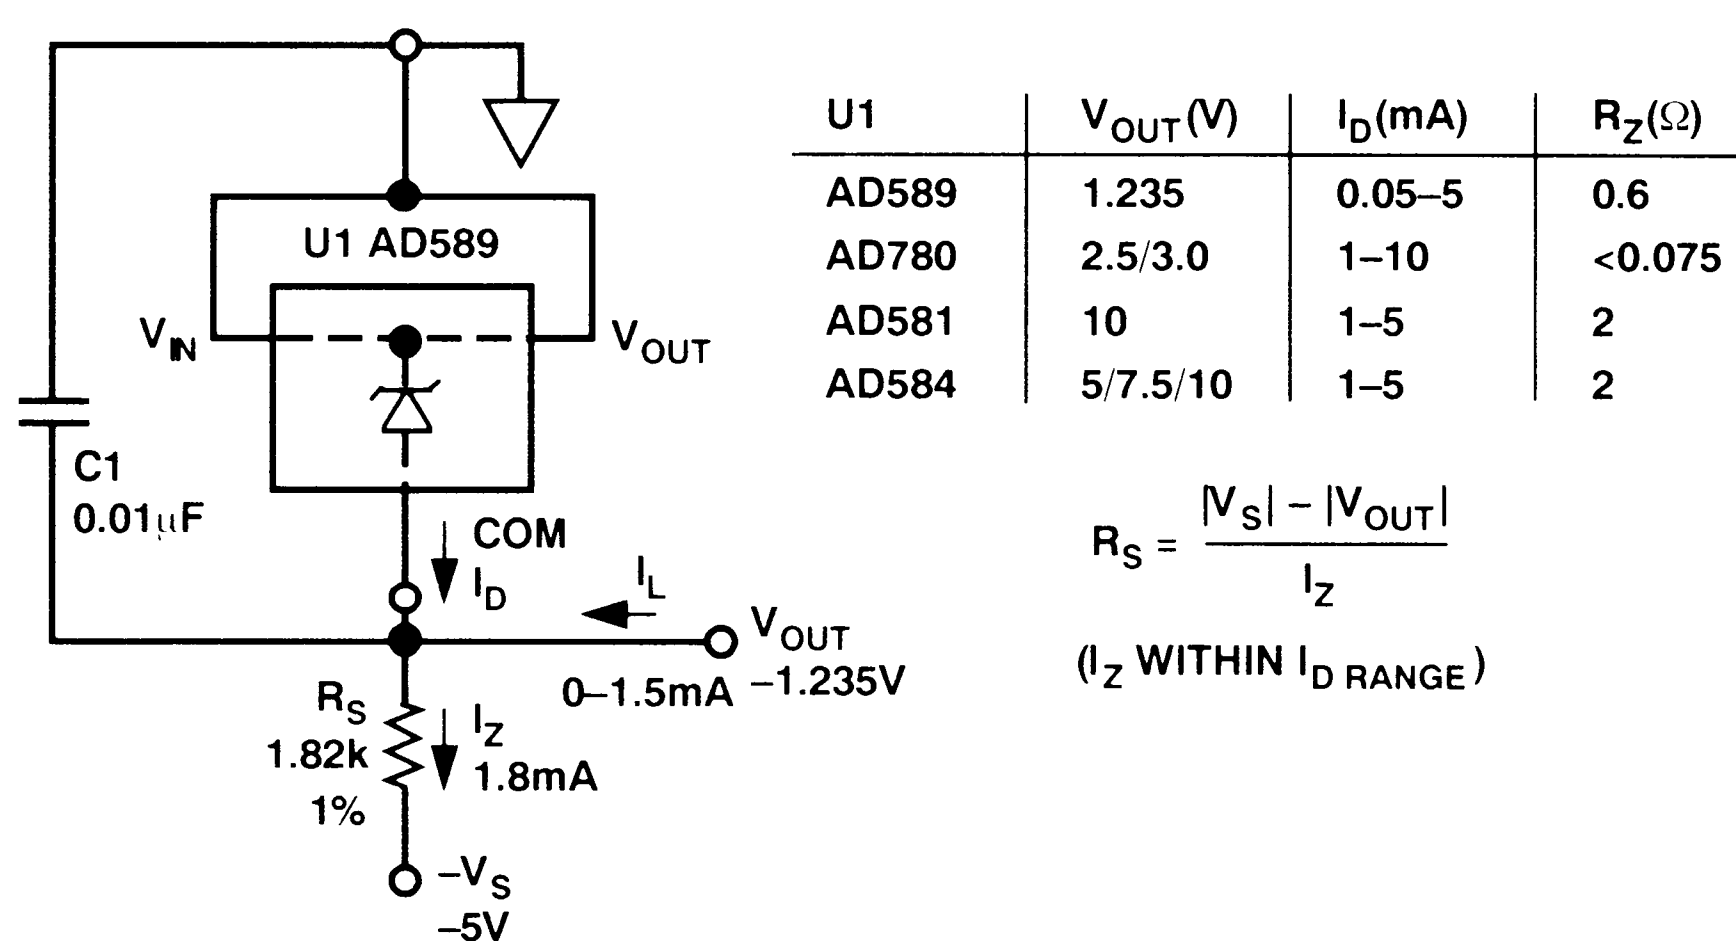 U1 AD589
V_IN
V_OUT
C1
0.01µF
COM
I_D
I_L
V_OUT
0–1.5mA –1.235V
R_S
1.82k
1%
I_Z
1.8mA
–V_S
–5V
U1 V_OUT(V) I_D(mA) R_Z(Ω)
AD589 1.235 0.05–5 0.6
AD780 2.5/3.0 1–10 <0.075
AD581 10 1–5 2
AD584 5/7.5/10 1–5 2
R_S = |V_S| – |V_OUT|
I_Z
(I_Z WITHIN I_D RANGE)